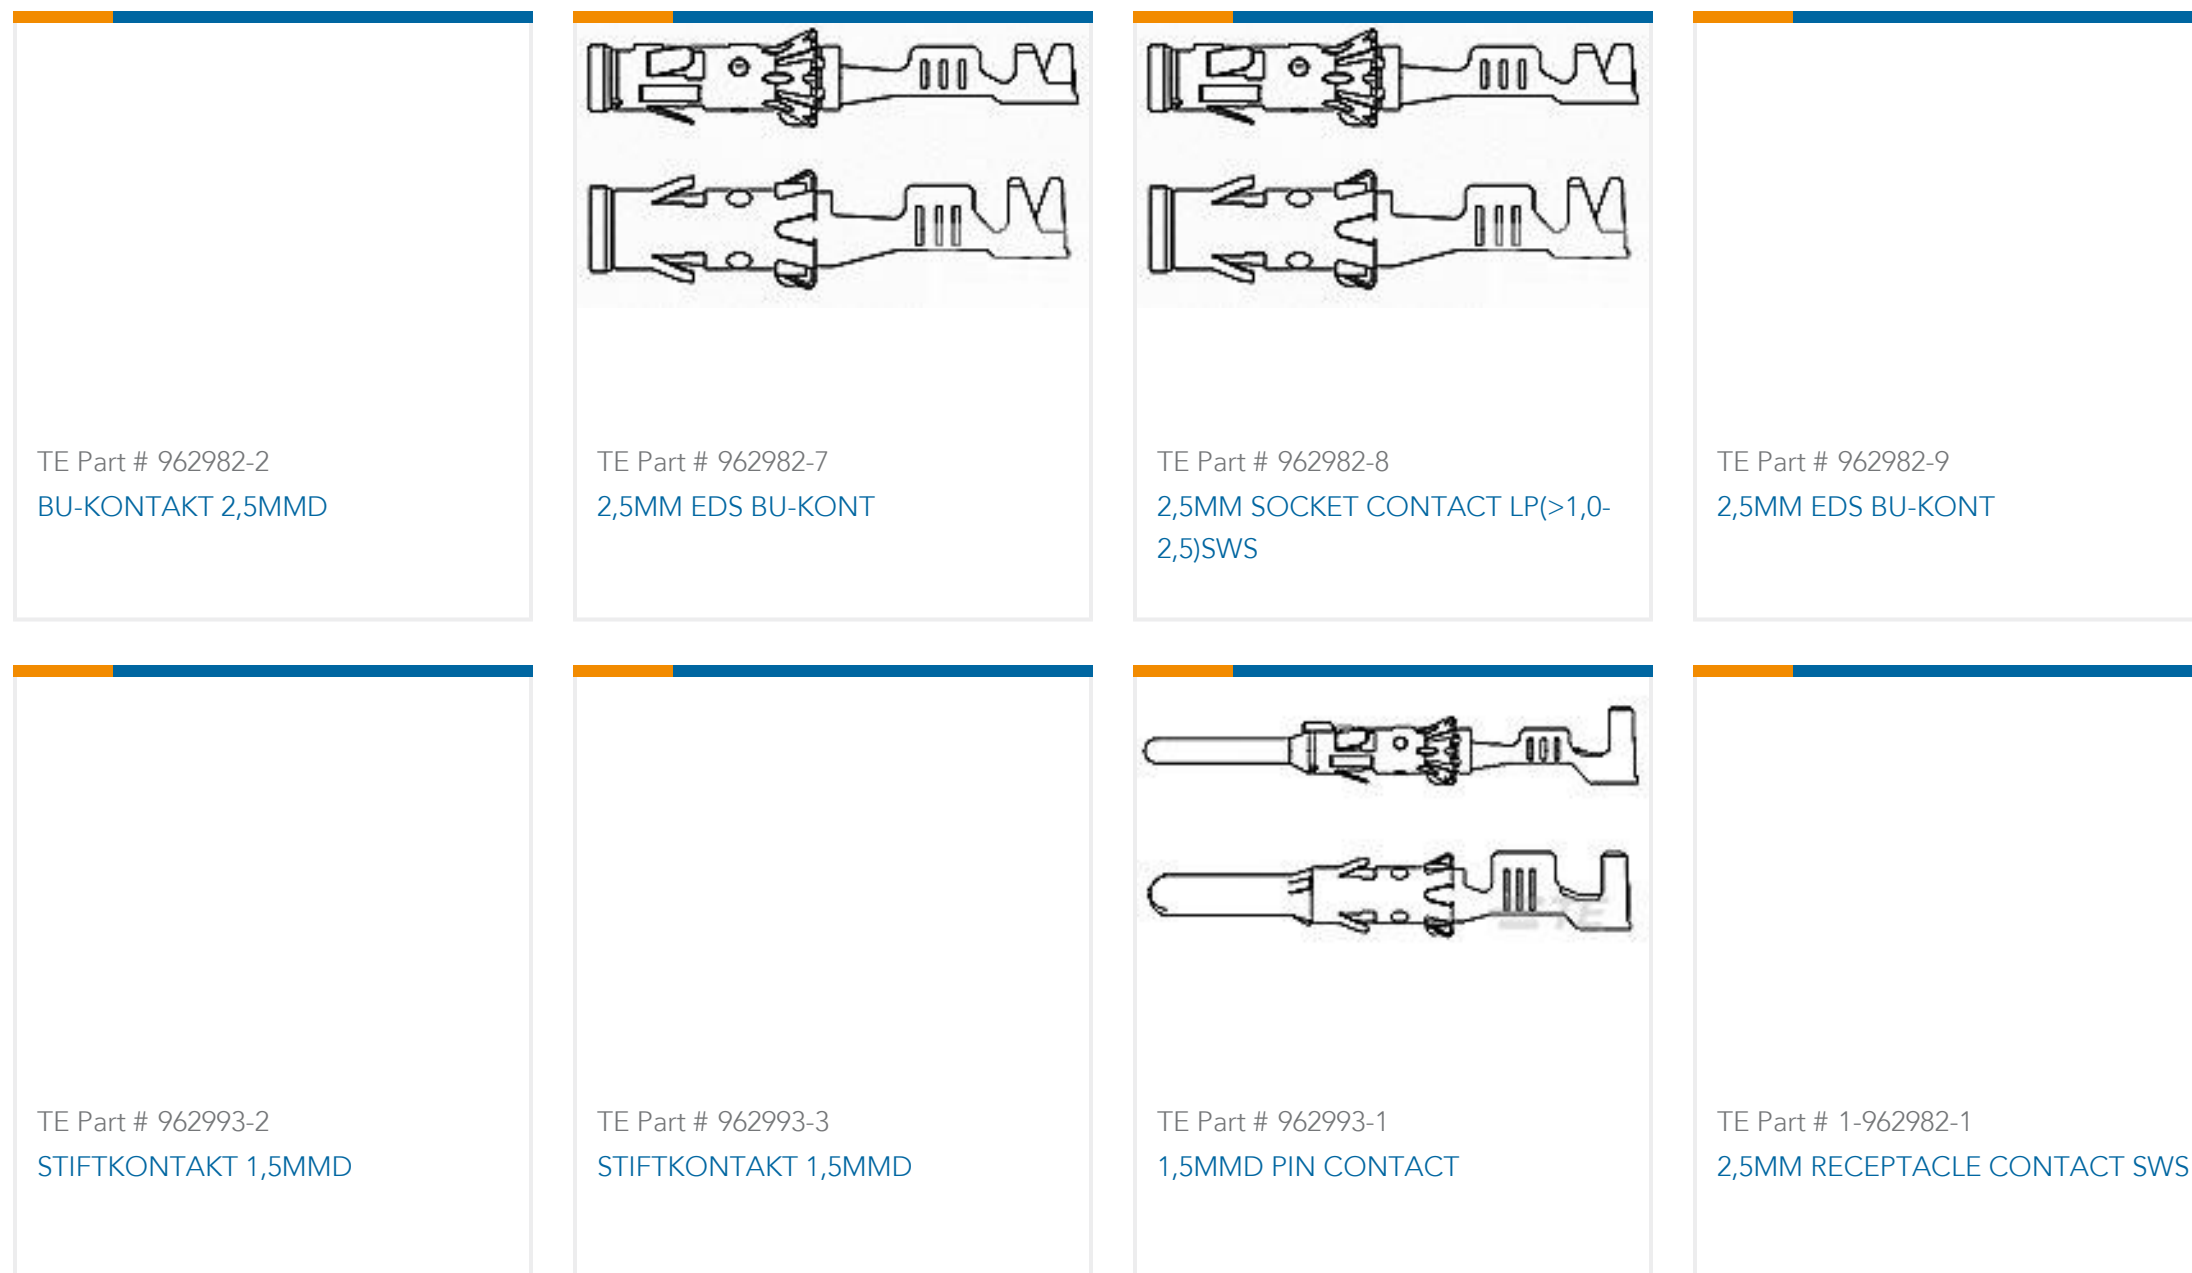 TE Part # 962982-2
BU-KONTAKT 2,5MMD
TE Part # 962982-7
2,5MM EDS BU-KONT
TE Part # 962982-8
2,5MM SOCKET CONTACT LP(>1,0-
2,5)SWS
TE Part # 962982-9
2,5MM EDS BU-KONT
TE Part # 962993-2
STIFTKONTAKT 1,5MMD
TE Part # 962993-3
STIFTKONTAKT 1,5MMD
TE
TE Part # 962993-1
1,5MMD PIN CONTACT
TE Part # 1-962982-1
2,5MM RECEPTACLE CONTACT SWS